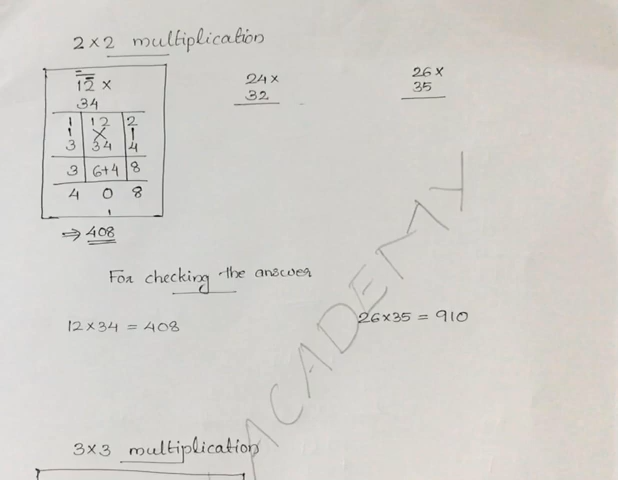 2×2 multiplication
12 ×
34
1 12 2
3 34 4
3 6+4 8
4 0 8
1
⇒ 408
24×
32
26×
35
For checking the answer
12×34 = 408
26×35 = 910
ACADEMY
3×3 multiplication